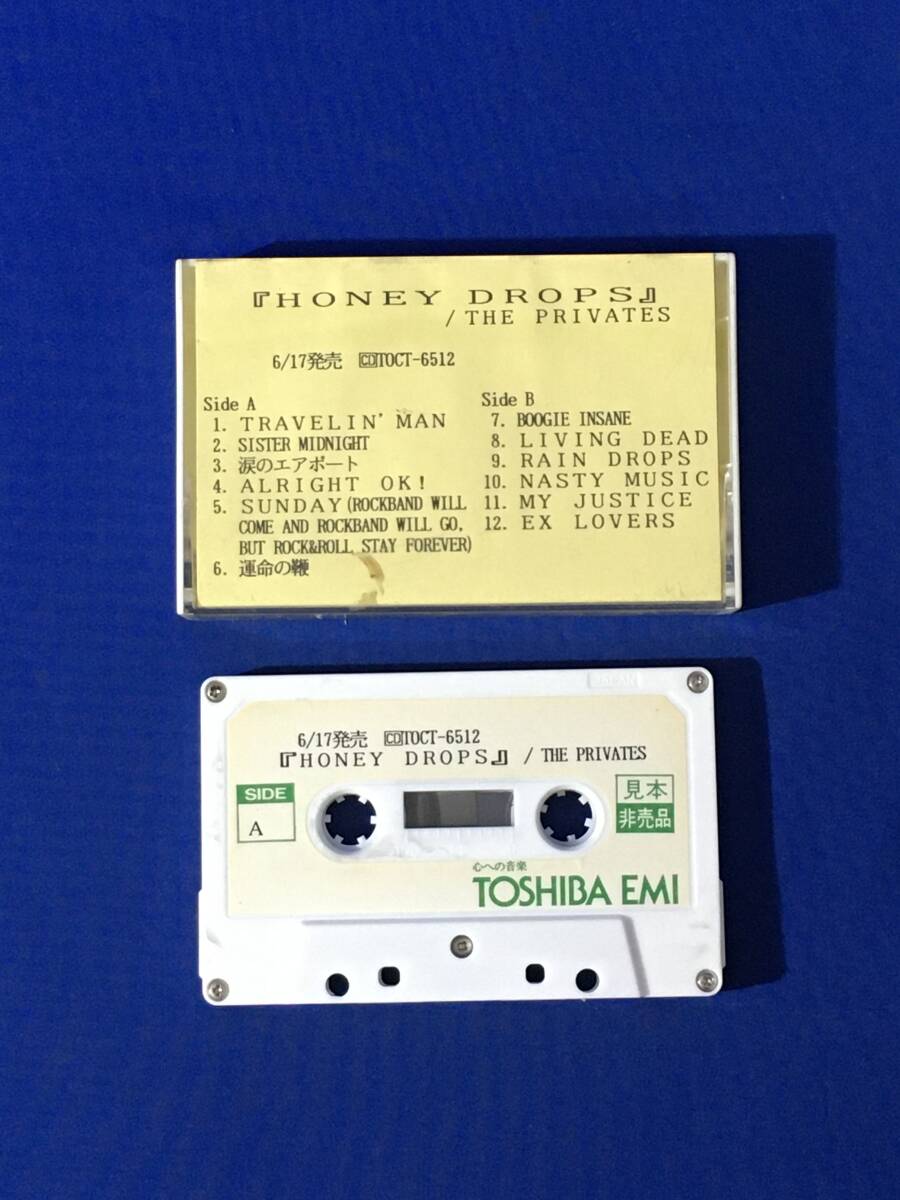 『HONEY DROPS』
/ THE PRIVATES
6/17発売 CDTOCT-6512
Side A
1. TRAVELIN' MAN
2. SISTER MIDNIGHT
3. 涙のエアポート
4. ALRIGHT OK!
5. SUNDAY(ROCKBAND WILL
COME AND ROCKBAND WILL GO,
BUT ROCK&ROLL STAY FOREVER)
6. 運命の鞭
Side B
7. BOOGIE INSANE
8. LIVING DEAD
9. RAIN DROPS
10. NASTY MUSIC
11. MY JUSTICE
12. EX LOVERS
JAPAN
6/17発売 CDTOCT-6512
『HONEY DROPS』 / THE PRIVATES
SIDE
A
見本
非売品
心への音楽
TOSHIBA EMI